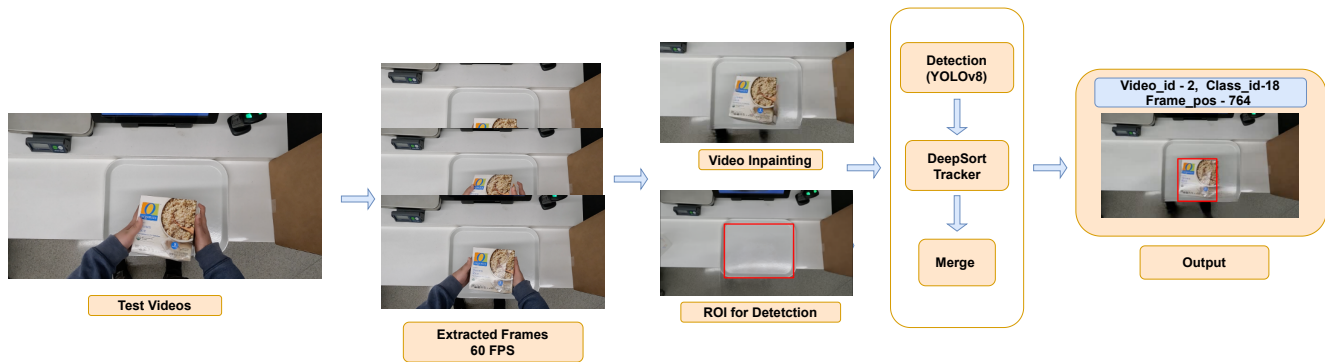 Test Videos
Extracted Frames
60 FPS
Video Inpainting
ROI for Detetction
Detection
(YOLOv8)
DeepSort
Tracker
Merge
Video_id - 2, Class_id-18
Frame_pos - 764
Output